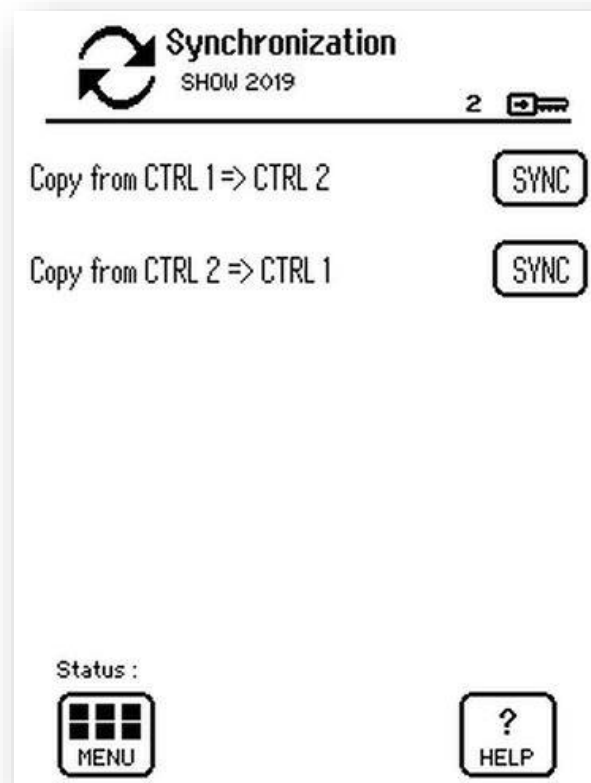 Synchronization
SHOW 2019
2
Copy from CTRL 1 => CTRL 2 SYNC
Copy from CTRL 2 => CTRL 1 SYNC
Status :
MENU
?
HELP